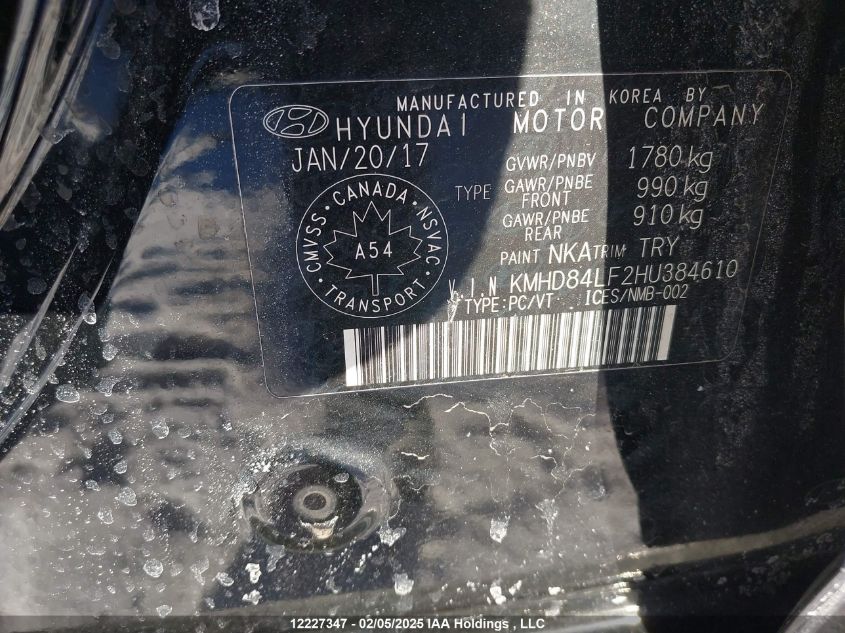 MANUFACTURED IN KOREA BY
HYUNDAI MOTOR COMPANY
JAN/20/17
GVWR/PNBV 1780 kg
TYPE GAWR/PNBE FRONT 990 kg
GAWR/PNBE REAR 910 kg
PAINT NKA TRIM TRY
V.I.N KMHD84LF2HU384610
TYPE:PC/VT ICES/NMB-002
CMVSS · CANADA · NSVAC · TRANSPORT ·
A54
12227347 - 02/05/2025 IAA Holdings , LLC